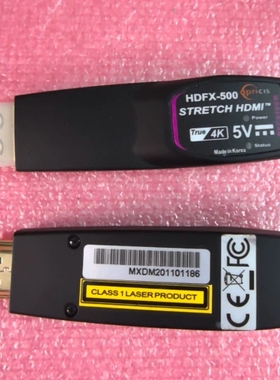 HDFX-500
OPTICIS
STRETCH HDMI™
Power
True 4K 5V
Made in Korea
Status
MXDM201101186
CLASS 1 LASER PRODUCT
CE FC